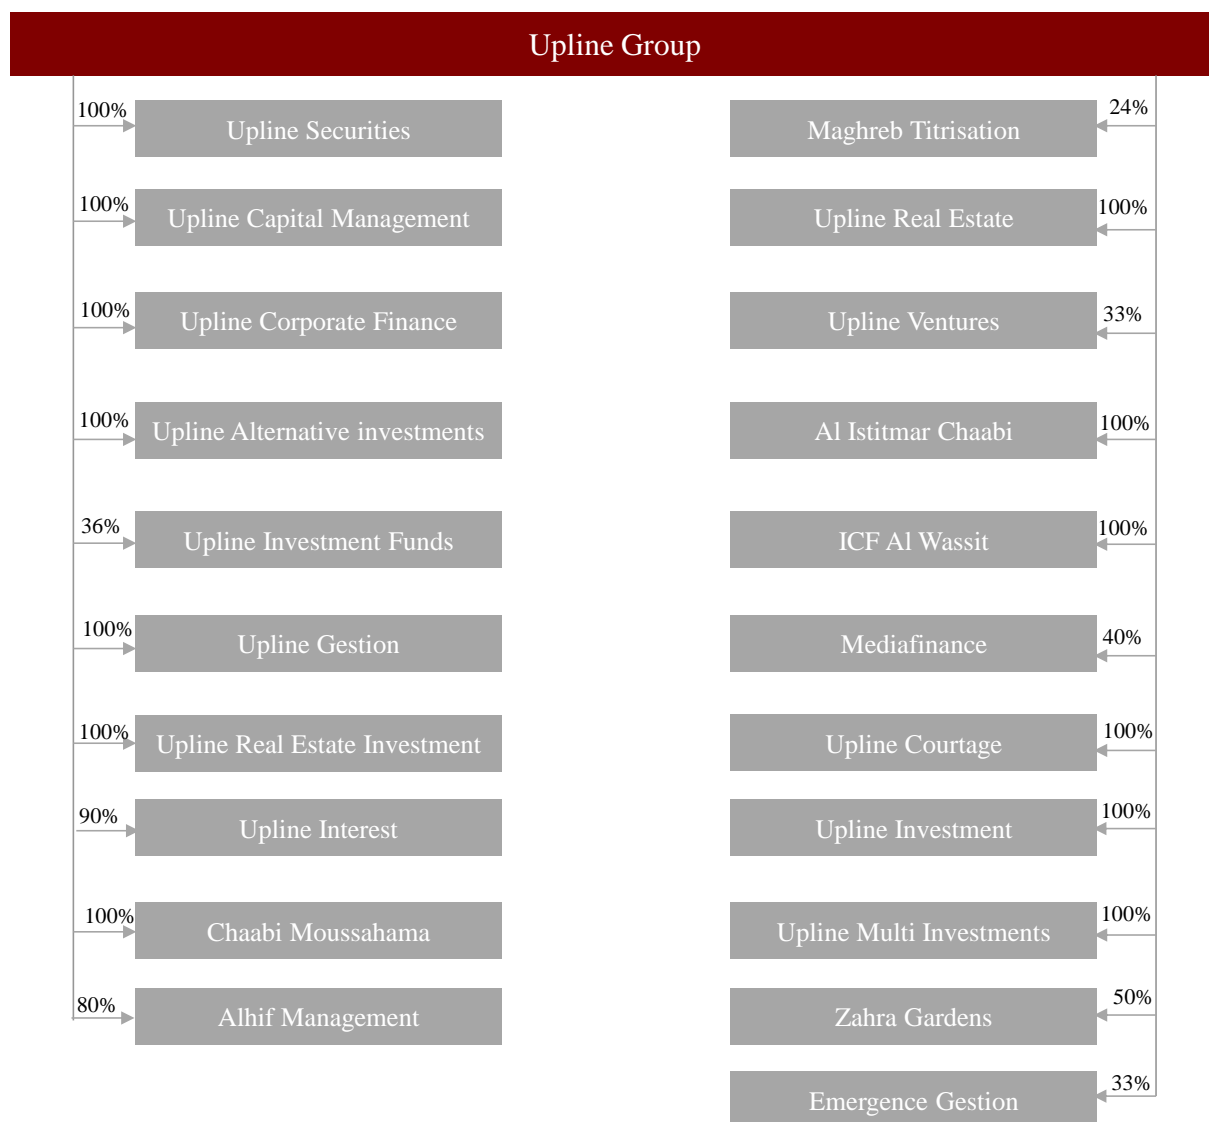 Upline Group
100%
Upline Securities
24%
Maghreb Titrisation
100%
Upline Capital Management
100%
Upline Real Estate
100%
Upline Corporate Finance
33%
Upline Ventures
100%
Upline Alternative investments
100%
Al Istitmar Chaabi
36%
Upline Investment Funds
100%
ICF Al Wassit
100%
Upline Gestion
40%
Mediafinance
100%
Upline Real Estate Investment
100%
Upline Courtage
90%
Upline Interest
100%
Upline Investment
100%
Chaabi Moussahama
100%
Upline Multi Investments
80%
Alhif Management
50%
Zahra Gardens
33%
Emergence Gestion